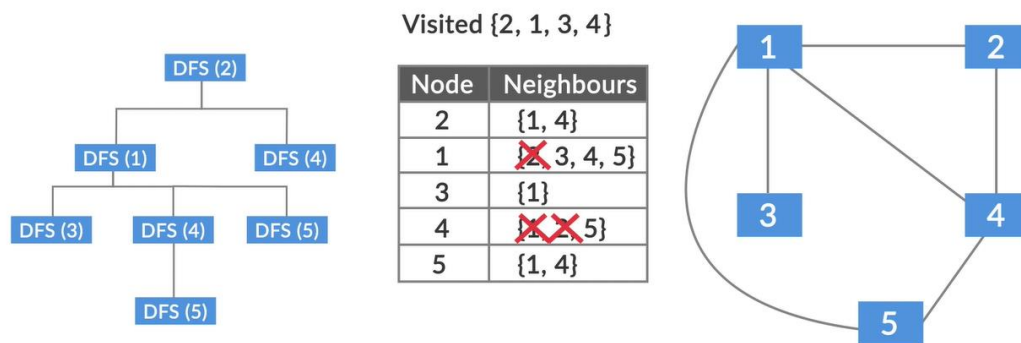 DFS (2)
DFS (1)
DFS (4)
DFS (3)
DFS (4)
DFS (5)
DFS (5)
Visited {2, 1, 3, 4}
Node Neighbours
2 {1, 4}
1 {2, 3, 4, 5}
3 {1}
4 {1, 2, 5}
5 {1, 4}
1
2
3
4
5